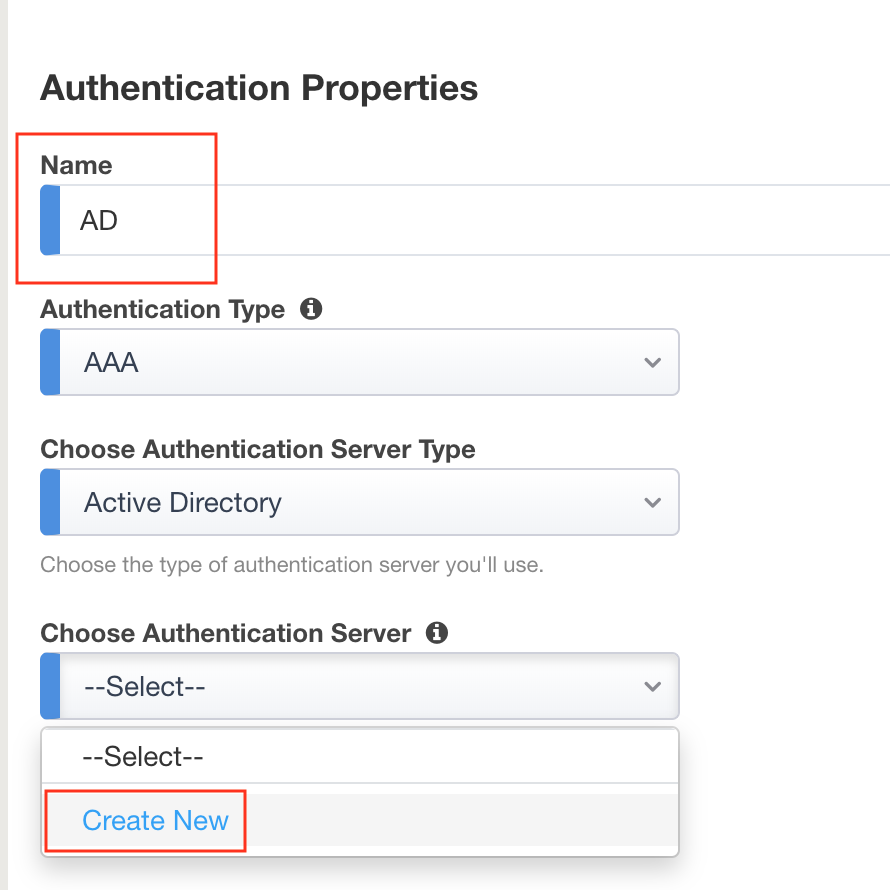 Authentication Properties
Name
AD
Authentication Type
AAA
Choose Authentication Server Type
Active Directory
Choose the type of authentication server you'll use.
Choose Authentication Server
--Select--
--Select--
Create New